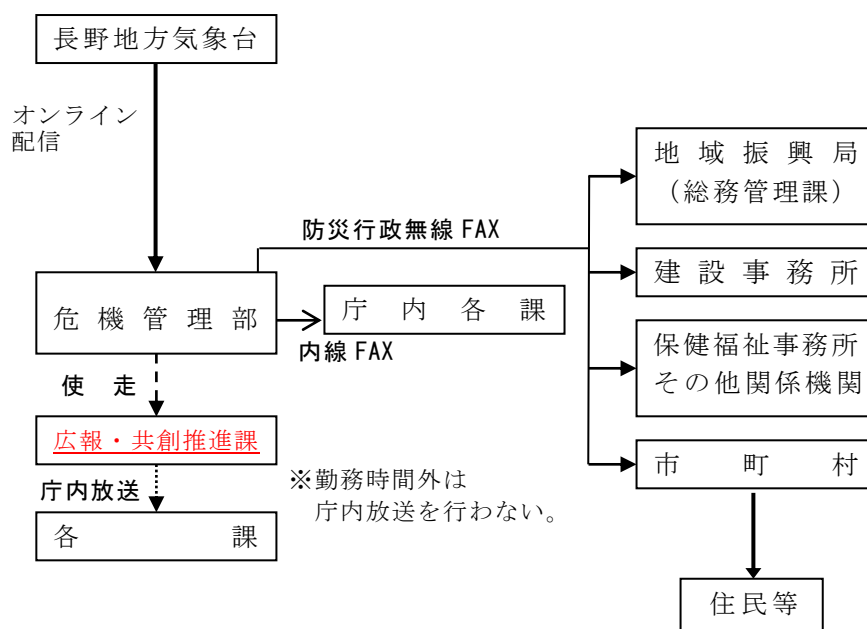 長野地方気象台
オンライン
配信
地域振興局
（総務管理課）
防災行政無線 FAX
建設事務所
危機管理部
庁内各課
内線 FAX
保健福祉事務所
その他関係機関
使走
広報・共創推進課
市町村
※勤務時間外は
庁内放送を行わない。
庁内放送
各課
住民等